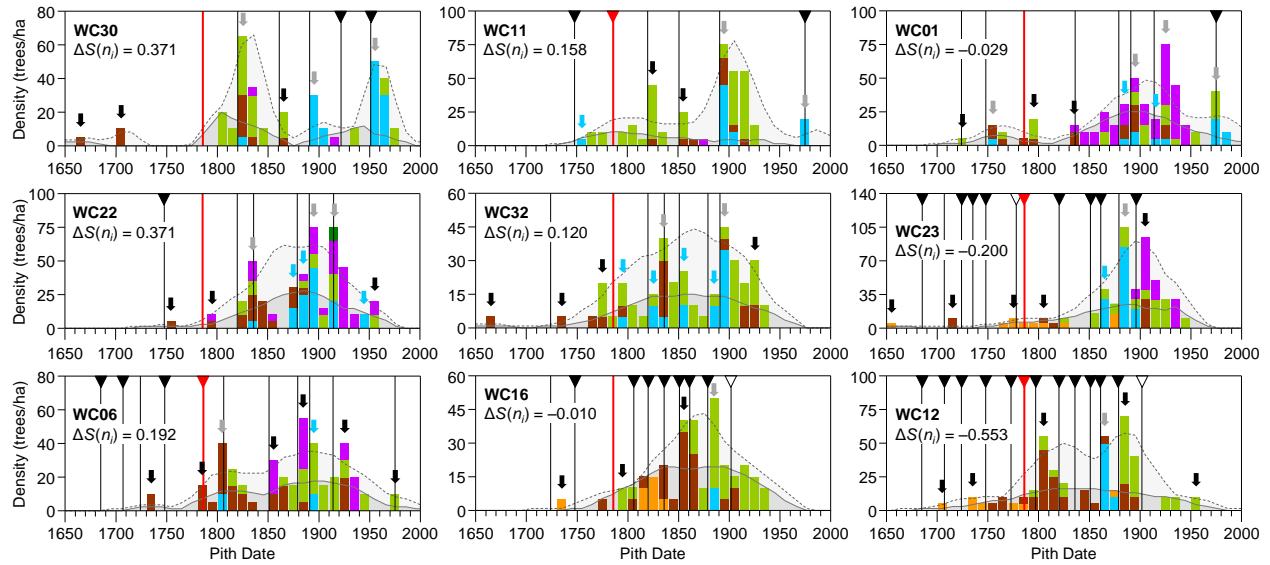 WC30
ΔS(ni) = 0.371
Density (trees/ha)
80
60
40
20
0
1650 1700 1750 1800 1850 1900 1950 2000
WC11
ΔS(ni) = 0.158
100
75
50
25
0
1650 1700 1750 1800 1850 1900 1950 2000
WC01
ΔS(ni) = –0.029
100
75
50
25
0
1650 1700 1750 1800 1850 1900 1950 2000
WC22
ΔS(ni) = 0.371
Density (trees/ha)
100
75
50
25
0
1650 1700 1750 1800 1850 1900 1950 2000
WC32
ΔS(ni) = 0.120
60
45
30
15
0
1650 1700 1750 1800 1850 1900 1950 2000
WC23
ΔS(ni) = –0.200
140
105
70
35
0
1650 1700 1750 1800 1850 1900 1950 2000
WC06
ΔS(ni) = 0.192
Density (trees/ha)
80
60
40
20
0
1650 1700 1750 1800 1850 1900 1950 2000
Pith Date
WC16
ΔS(ni) = –0.010
60
45
30
15
0
1650 1700 1750 1800 1850 1900 1950 2000
Pith Date
WC12
ΔS(ni) = –0.553
100
75
50
25
0
1650 1700 1750 1800 1850 1900 1950 2000
Pith Date